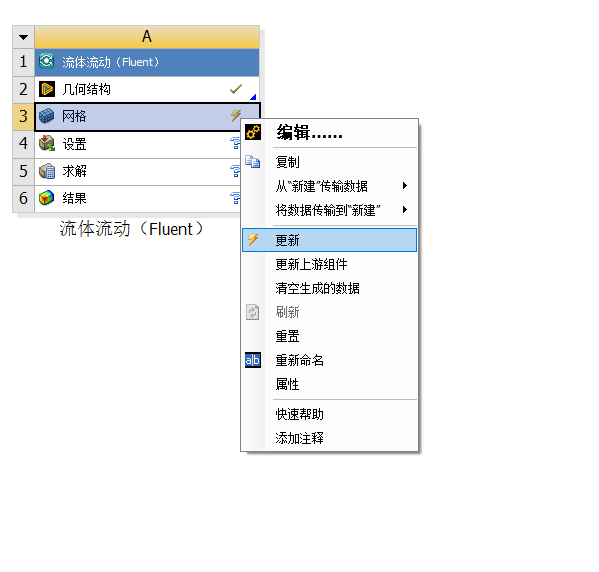 A
1 流体流动（Fluent）
2 几何结构
3 网格
4 设置
5 求解
6 结果
流体流动（Fluent）
编辑......
复制
从“新建”传输数据
将数据传输到“新建”
更新
更新上游组件
清空生成的数据
刷新
重置
a|b 重新命名
属性
快速帮助
添加注释